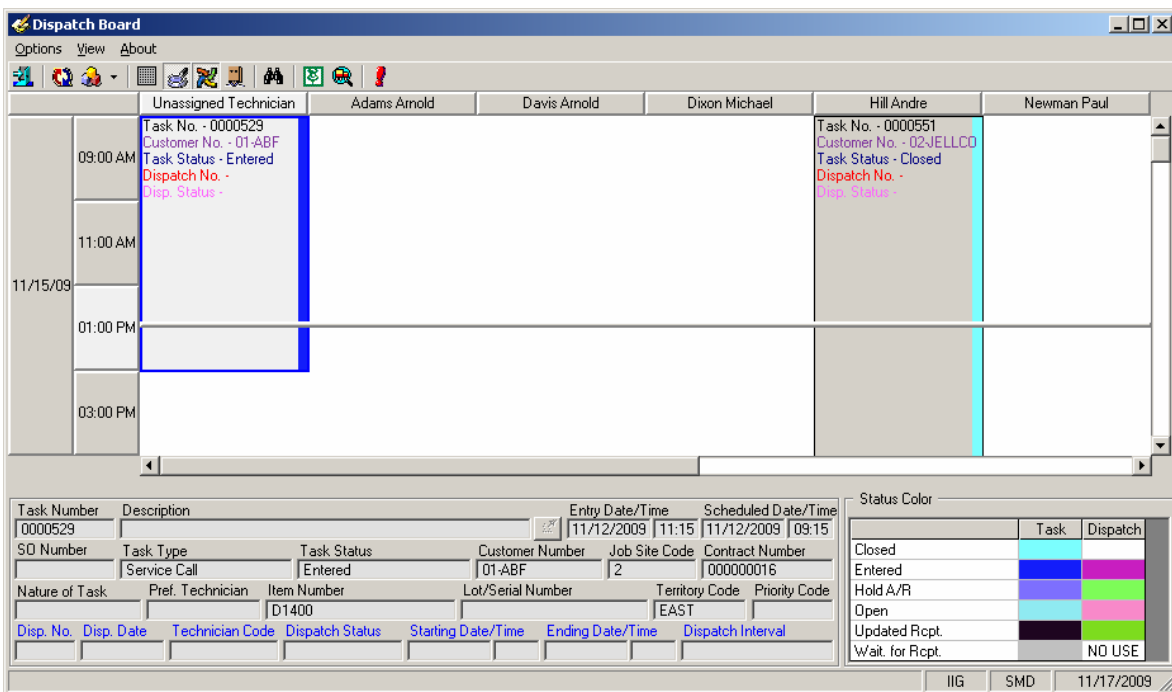 Dispatch Board
Options View About
Unassigned Technician Adams Arnold Davis Arnold Dixon Michael Hill Andre Newman Paul
11/15/09
09:00 AM
11:00 AM
01:00 PM
03:00 PM
Task No. - 0000529
Customer No. - 01-ABF
Task Status - Entered
Dispatch No. -
Disp. Status -
Task No. - 0000551
Customer No. - 02-JELLCO
Task Status - Closed
Dispatch No. -
Disp. Status -
Task Number Description Entry Date/Time Scheduled Date/Time
0000529 11/12/2009 11:15 11/12/2009 09:15
SO Number Task Type Task Status Customer Number Job Site Code Contract Number
Service Call Entered 01-ABF 2 000000016
Nature of Task Pref. Technician Item Number Lot/Serial Number Territory Code Priority Code
D1400 EAST
Disp. No. Disp. Date Technician Code Dispatch Status Starting Date/Time Ending Date/Time Dispatch Interval
Status Color
Task Dispatch
Closed
Entered
Hold A/R
Open
Updated Rcpt.
Wait. for Rcpt. NO USE
IIG SMD 11/17/2009